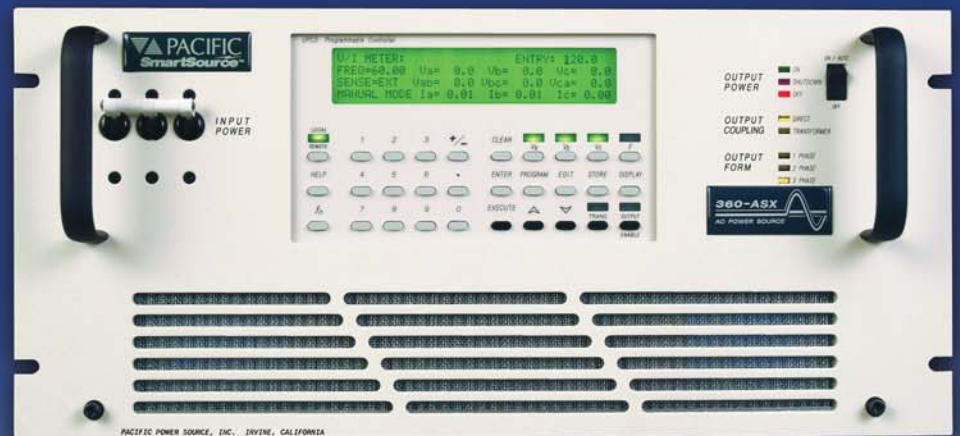 PACIFIC
SmartSource™
INPUT
POWER
UPC3 Programmable Controller
V/I METER: ENTRY: 120.0
FREQ=60.00 Va= 0.0 Vb= 0.0 Vc= 0.0
SENSE=EXT Vab= 0.0 Vbc= 0.0 Vca= 0.0
MANUAL MODE Ia= 0.01 Ib= 0.01 Ic= 0.00
LOCAL
REMOTE
1 2 3 +/-
CLEAR F
HELP 4 5 6 .
ENTER PROGRAM EDIT STORE DISPLAY
7 8 9 0
EXECUTE
TRANS OUTPUT
ENABLE
OUTPUT
POWER
ON
SHUTDOWN
OFF
OUTPUT
COUPLING
DIRECT
TRANSFORMER
OUTPUT
FORM
1 PHASE
2 PHASE
3 PHASE
360-ASX
AC POWER SOURCE
PACIFIC POWER SOURCE, INC. IRVINE, CALIFORNIA